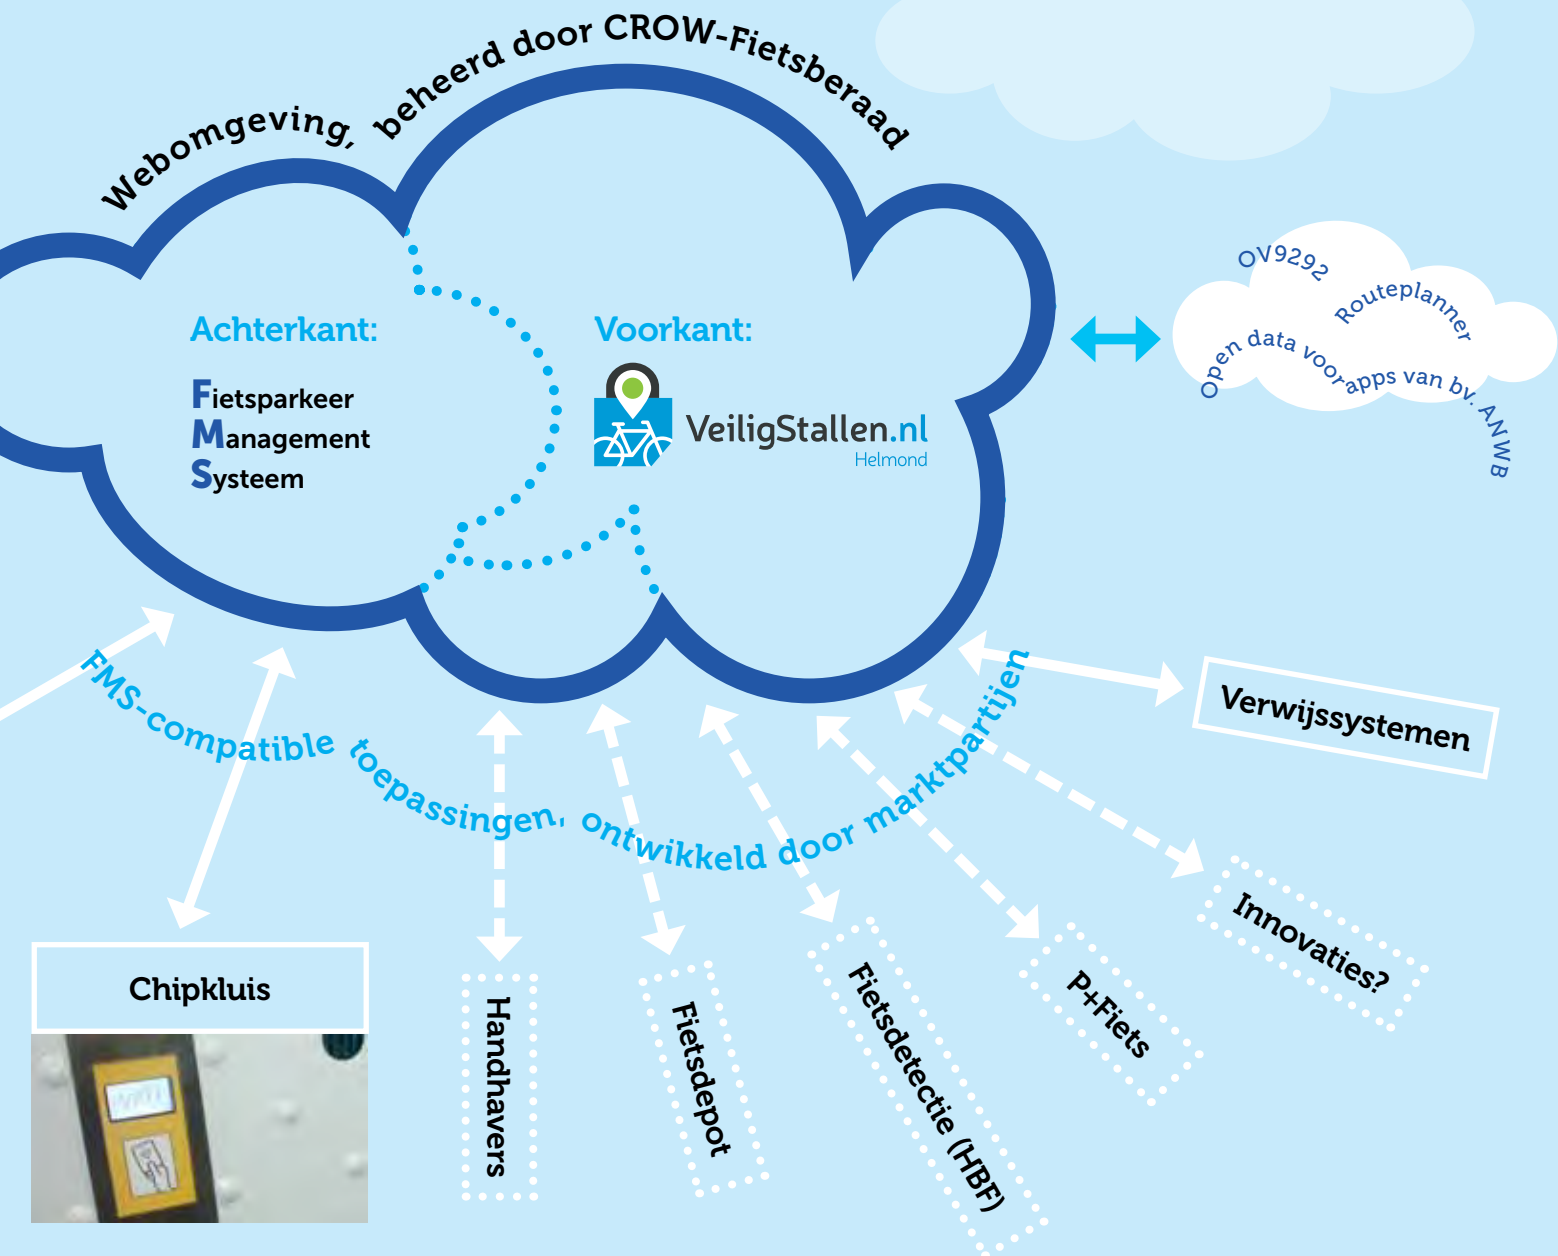 Webomgeving, beheerd door CROW-Fietsberaad
Achterkant:
Fietsparkeer
Management
Systeem
Voorkant:
VeiligStallen.nl
Helmond
OV9292
Routeplanner
Open data voor apps van bv. ANWB
FMS-compatible toepassingen, ontwikkeld door marktpartijen
Verwijssystemen
Innovaties?
P+Fiets
Fietsdetectie (HBF)
Fietsdepot
Handhavers
Chipkluis